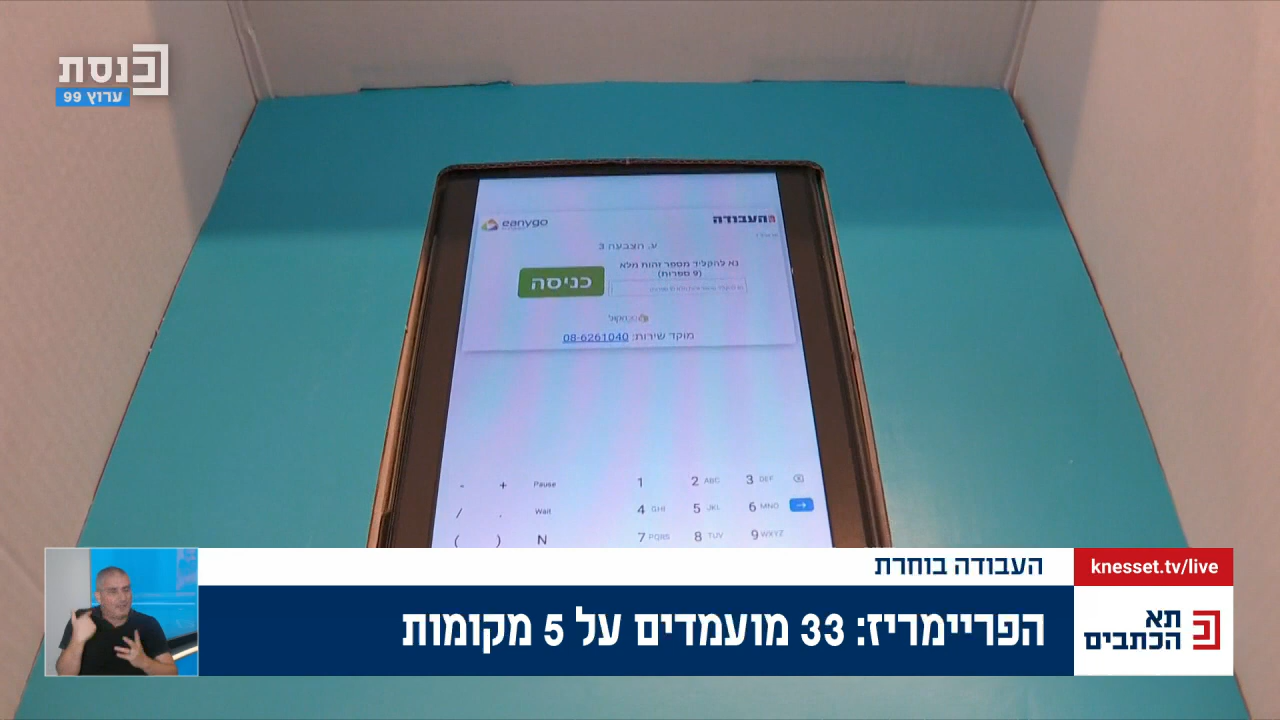 כנסת
ערוץ 99
eanygo
העבודה
ע. הצבעה 3
נא להקליד מספר זהות מלא
(9 ספרות)
כניסה
מוקד שירות: 08-6261040
- + Pause 1 2 ABC 3 DEF
/ . Wait 4 GHI 5 JKL 6 MNO
( ) N 7 PQRS 8 TUV 9 WXYZ
העבודה בוחרת
knesset.tv/live
הפריימריז: 33 מועמדים על 5 מקומות
תא
הכתבים